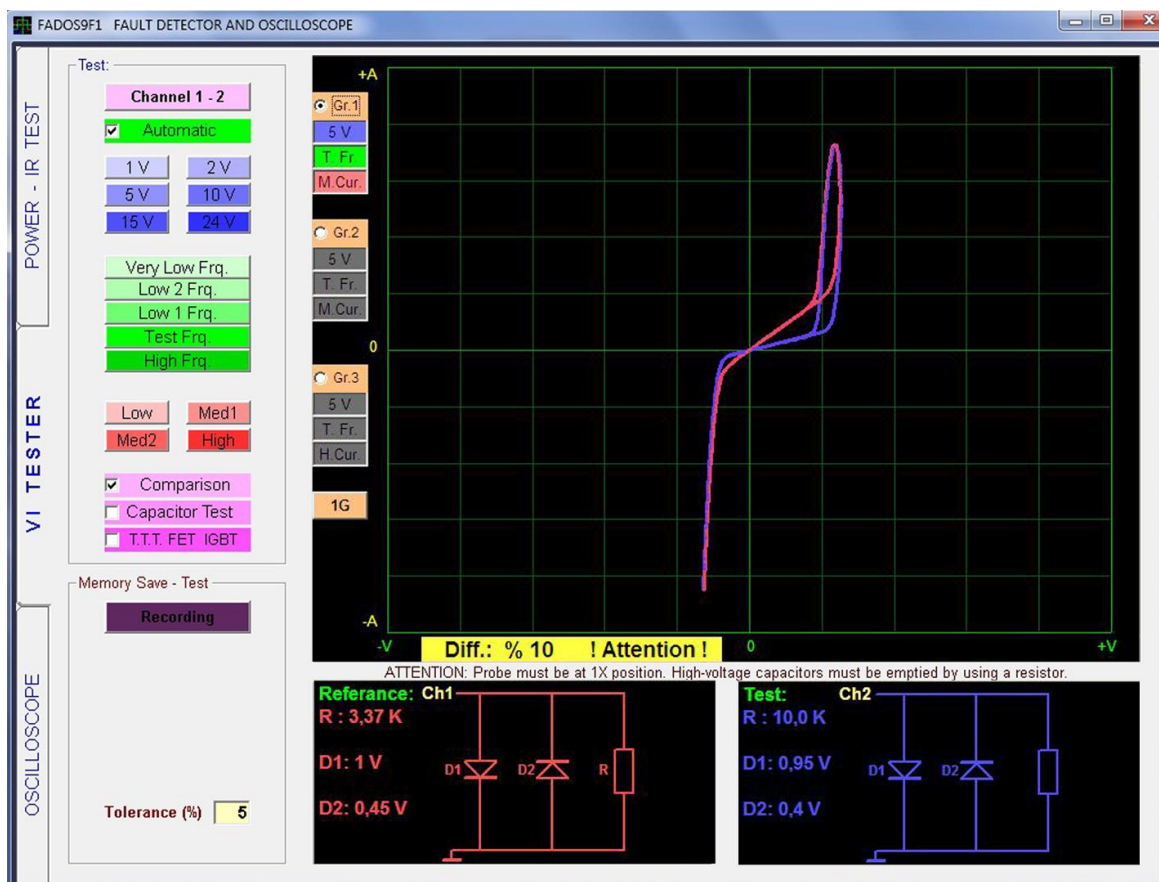 FADOS9F1 FAULT DETECTOR AND OSCILLOSCOPE
POWER - IR TEST
VI TESTER
OSCILLOSCOPE
Test:
Channel 1 - 2
Automatic
1 V 2 V
5 V 10 V
15 V 24 V
Very Low Frq.
Low 2 Frq.
Low 1 Frq.
Test Frq.
High Frq.
Low Med1
Med2 High
Comparison
Capacitor Test
T.T.T. FET IGBT
Memory Save - Test
Recording
Tolerance (%) 5
Gr.1
5 V
T. Fr.
M.Cur.
Gr.2
5 V
T. Fr.
M.Cur.
Gr.3
5 V
T. Fr.
H.Cur.
1G
+A
0
-A
-V 0 +V
Diff.: % 10 ! Attention !
ATTENTION: Probe must be at 1X position. High-voltage capacitors must be emptied by using a resistor.
Referance: Ch1
R : 3,37 K
D1: 1 V
D2: 0,45 V
D1 D2 R
Test: Ch2
R : 10,0 K
D1: 0,95 V
D2: 0,4 V
D1 D2